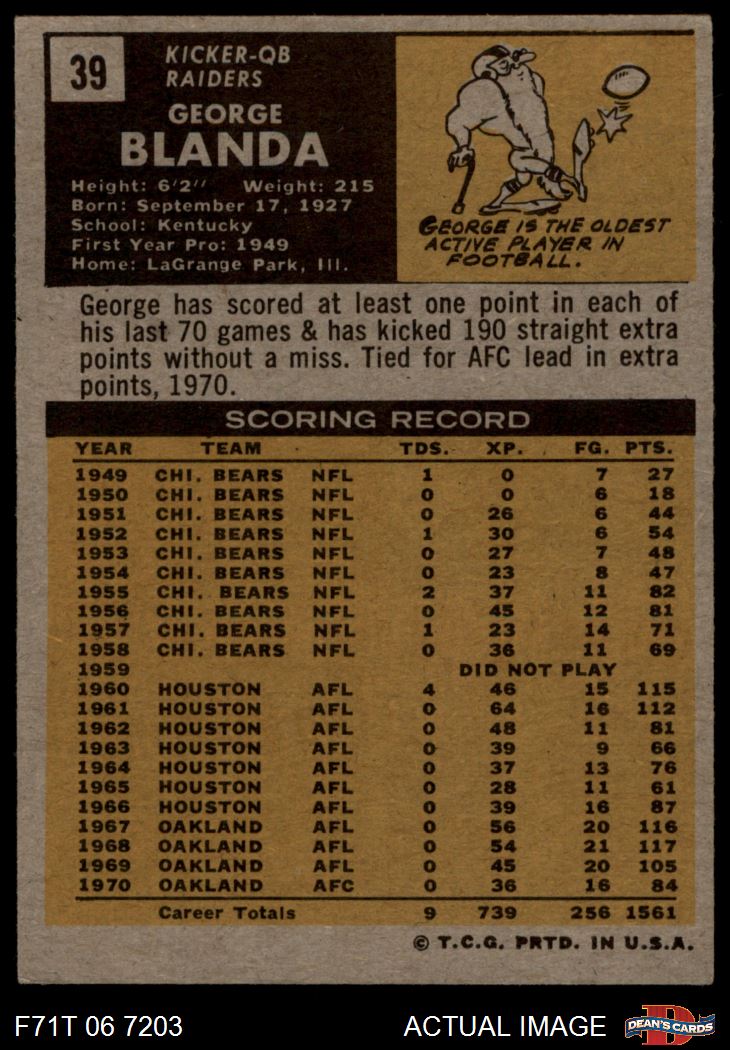 39
KICKER-QB
RAIDERS
GEORGE
BLANDA
Height: 6'2" Weight: 215
Born: September 17, 1927
School: Kentucky
First Year Pro: 1949
Home: LaGrange Park, Ill.
GEORGE IS THE OLDEST
ACTIVE PLAYER IN
FOOTBALL.
George has scored at least one point in each of
his last 70 games & has kicked 190 straight extra
points without a miss. Tied for AFC lead in extra
points, 1970.
SCORING RECORD
YEAR TEAM TDS. XP. FG. PTS.
1949 CHI. BEARS NFL 1 0 7 27
1950 CHI. BEARS NFL 0 0 6 18
1951 CHI. BEARS NFL 0 26 6 44
1952 CHI. BEARS NFL 1 30 6 54
1953 CHI. BEARS NFL 0 27 7 48
1954 CHI. BEARS NFL 0 23 8 47
1955 CHI. BEARS NFL 2 37 11 82
1956 CHI. BEARS NFL 0 45 12 81
1957 CHI. BEARS NFL 1 23 14 71
1958 CHI. BEARS NFL 0 36 11 69
1959 DID NOT PLAY
1960 HOUSTON AFL 4 46 15 115
1961 HOUSTON AFL 0 64 16 112
1962 HOUSTON AFL 0 48 11 81
1963 HOUSTON AFL 0 39 9 66
1964 HOUSTON AFL 0 37 13 76
1965 HOUSTON AFL 0 28 11 61
1966 HOUSTON AFL 0 39 16 87
1967 OAKLAND AFL 0 56 20 116
1968 OAKLAND AFL 0 54 21 117
1969 OAKLAND AFL 0 45 20 105
1970 OAKLAND AFC 0 36 16 84
Career Totals 9 739 256 1561
© T.C.G. PRTD. IN U.S.A.
F71T 06 7203 ACTUAL IMAGE D DEAN'S CARDS